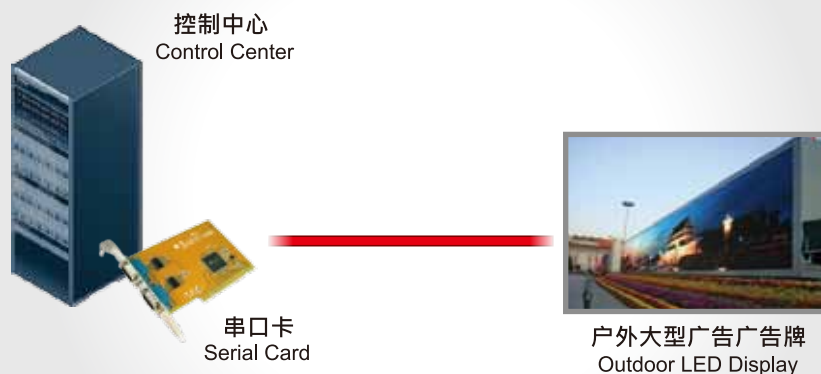 控制中心
Control Center
串口卡
Serial Card
户外大型广告广告牌
Outdoor LED Display